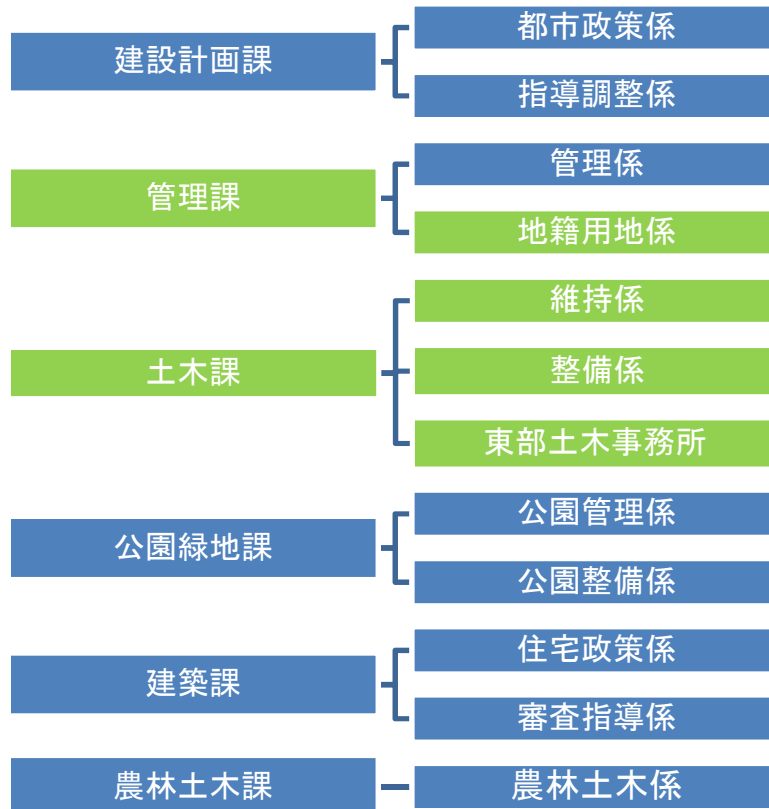 建設計画課
都市政策係
指導調整係
管理課
管理係
地籍用地係
土木課
維持係
整備係
東部土木事務所
公園緑地課
公園管理係
公園整備係
建築課
住宅政策係
審査指導係
農林土木課
農林土木係